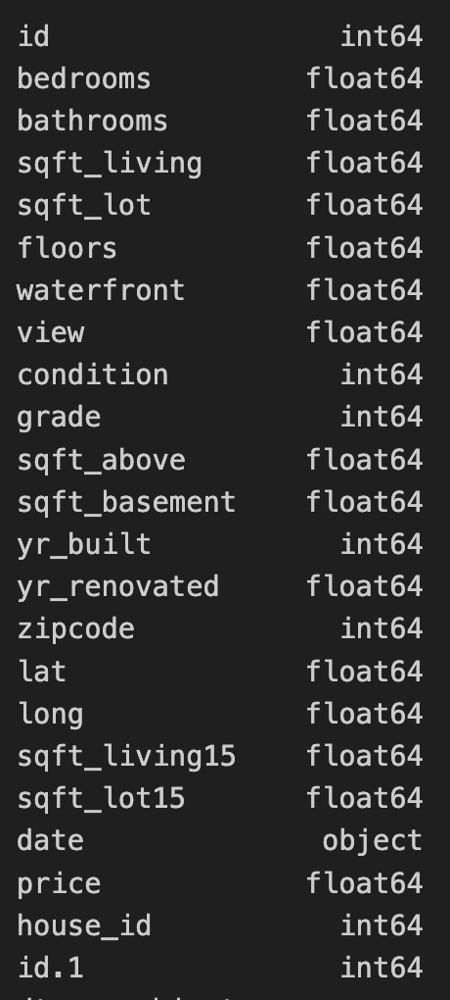 id int64
bedrooms float64
bathrooms float64
sqft_living float64
sqft_lot float64
floors float64
waterfront float64
view float64
condition int64
grade int64
sqft_above float64
sqft_basement float64
yr_built int64
yr_renovated float64
zipcode int64
lat float64
long float64
sqft_living15 float64
sqft_lot15 float64
date object
price float64
house_id int64
id.1 int64